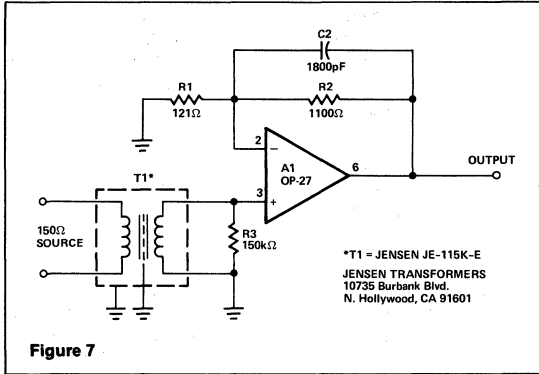 C2
1800pF
R1
121Ω
R2
1100Ω
2
−
A1
OP-27
6
OUTPUT
3
+
T1*
150Ω
SOURCE
R3
150kΩ
*T1 = JENSEN JE-115K-E
JENSEN TRANSFORMERS
10735 Burbank Blvd.
N. Hollywood, CA 91601
Figure 7